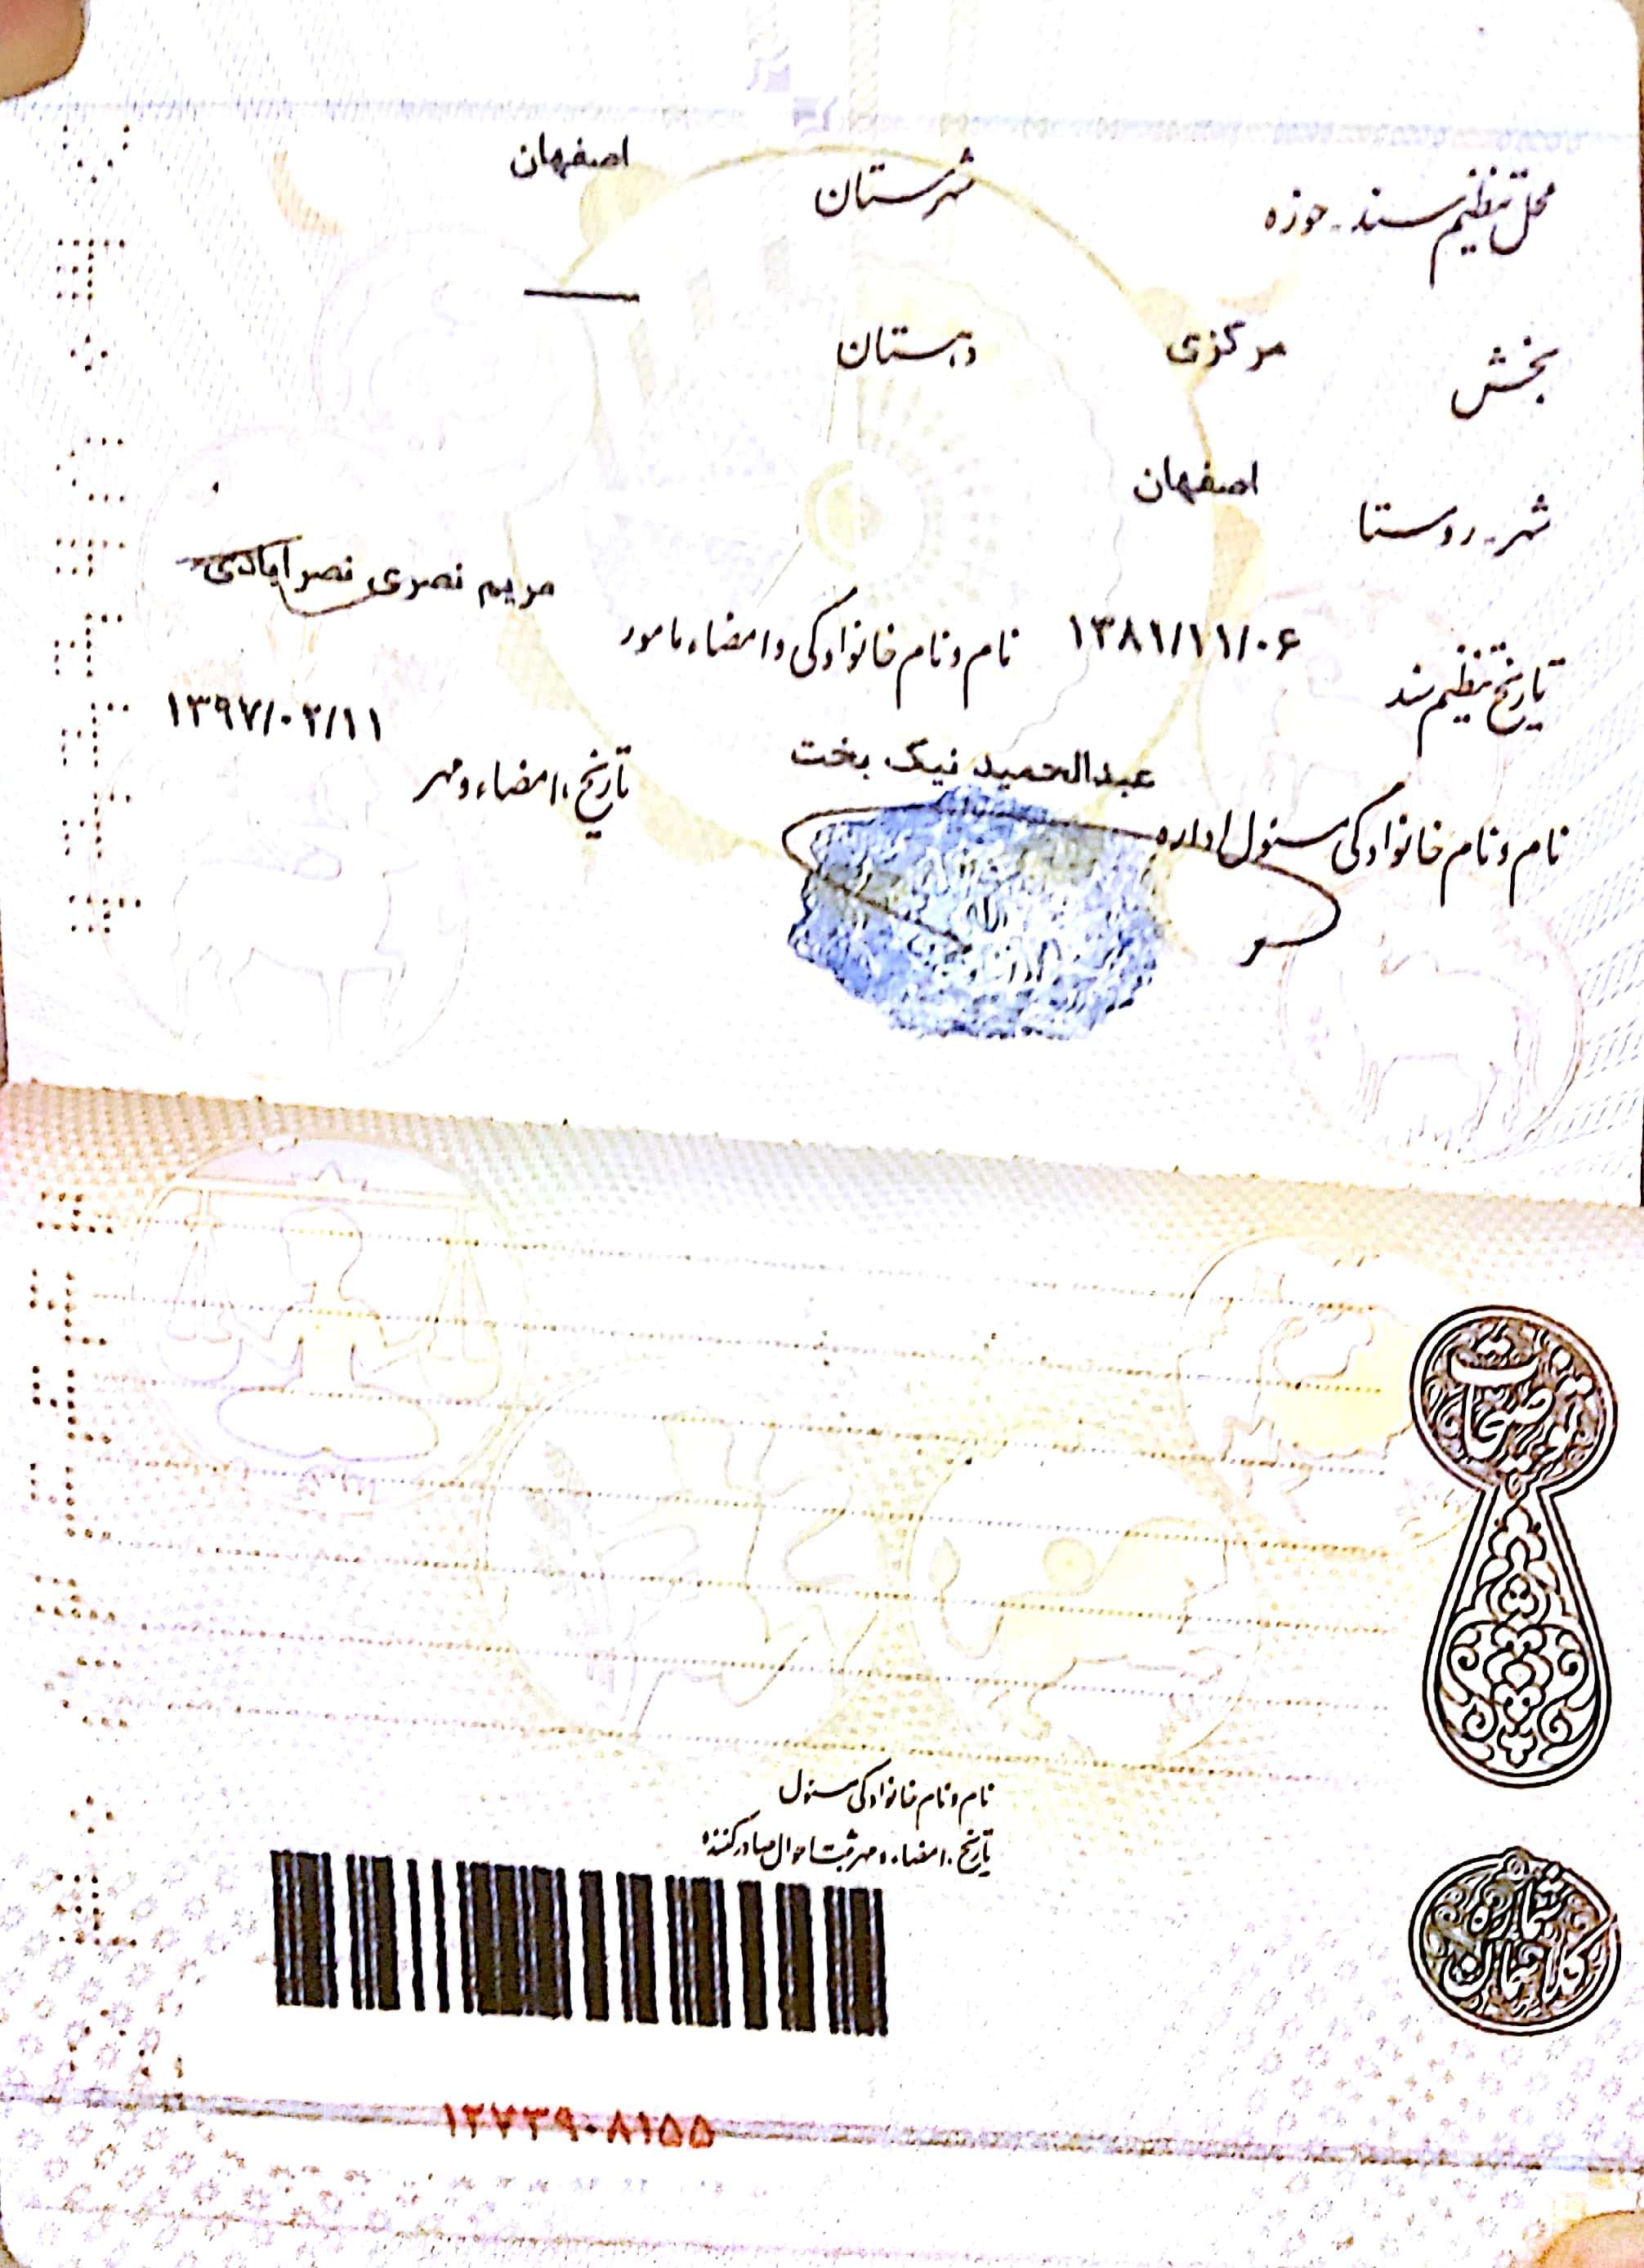 محل تنظیم سند - حوزه شهرستان اصفهان
بخش مرکزی دهستان —
شهر - روستا اصفهان
تاریخ تنظیم سند ۱۳۸۱/۱۱/۰۶ نام و نام خانوادگی و امضاء مامور مریم نصری نصرابادی
نام و نام خانوادگی مسئول اداره عبدالحمید نیک بخت تاریخ، امضاء و مهر ۱۳۹۷/۰۲/۱۱
توضیحات
نام و نام خانوادگی مسئول
تاریخ، امضاء و مهر ثبت احوال صادر کننده
شماره
۱۲۷۳۹۰۸۱۵۵